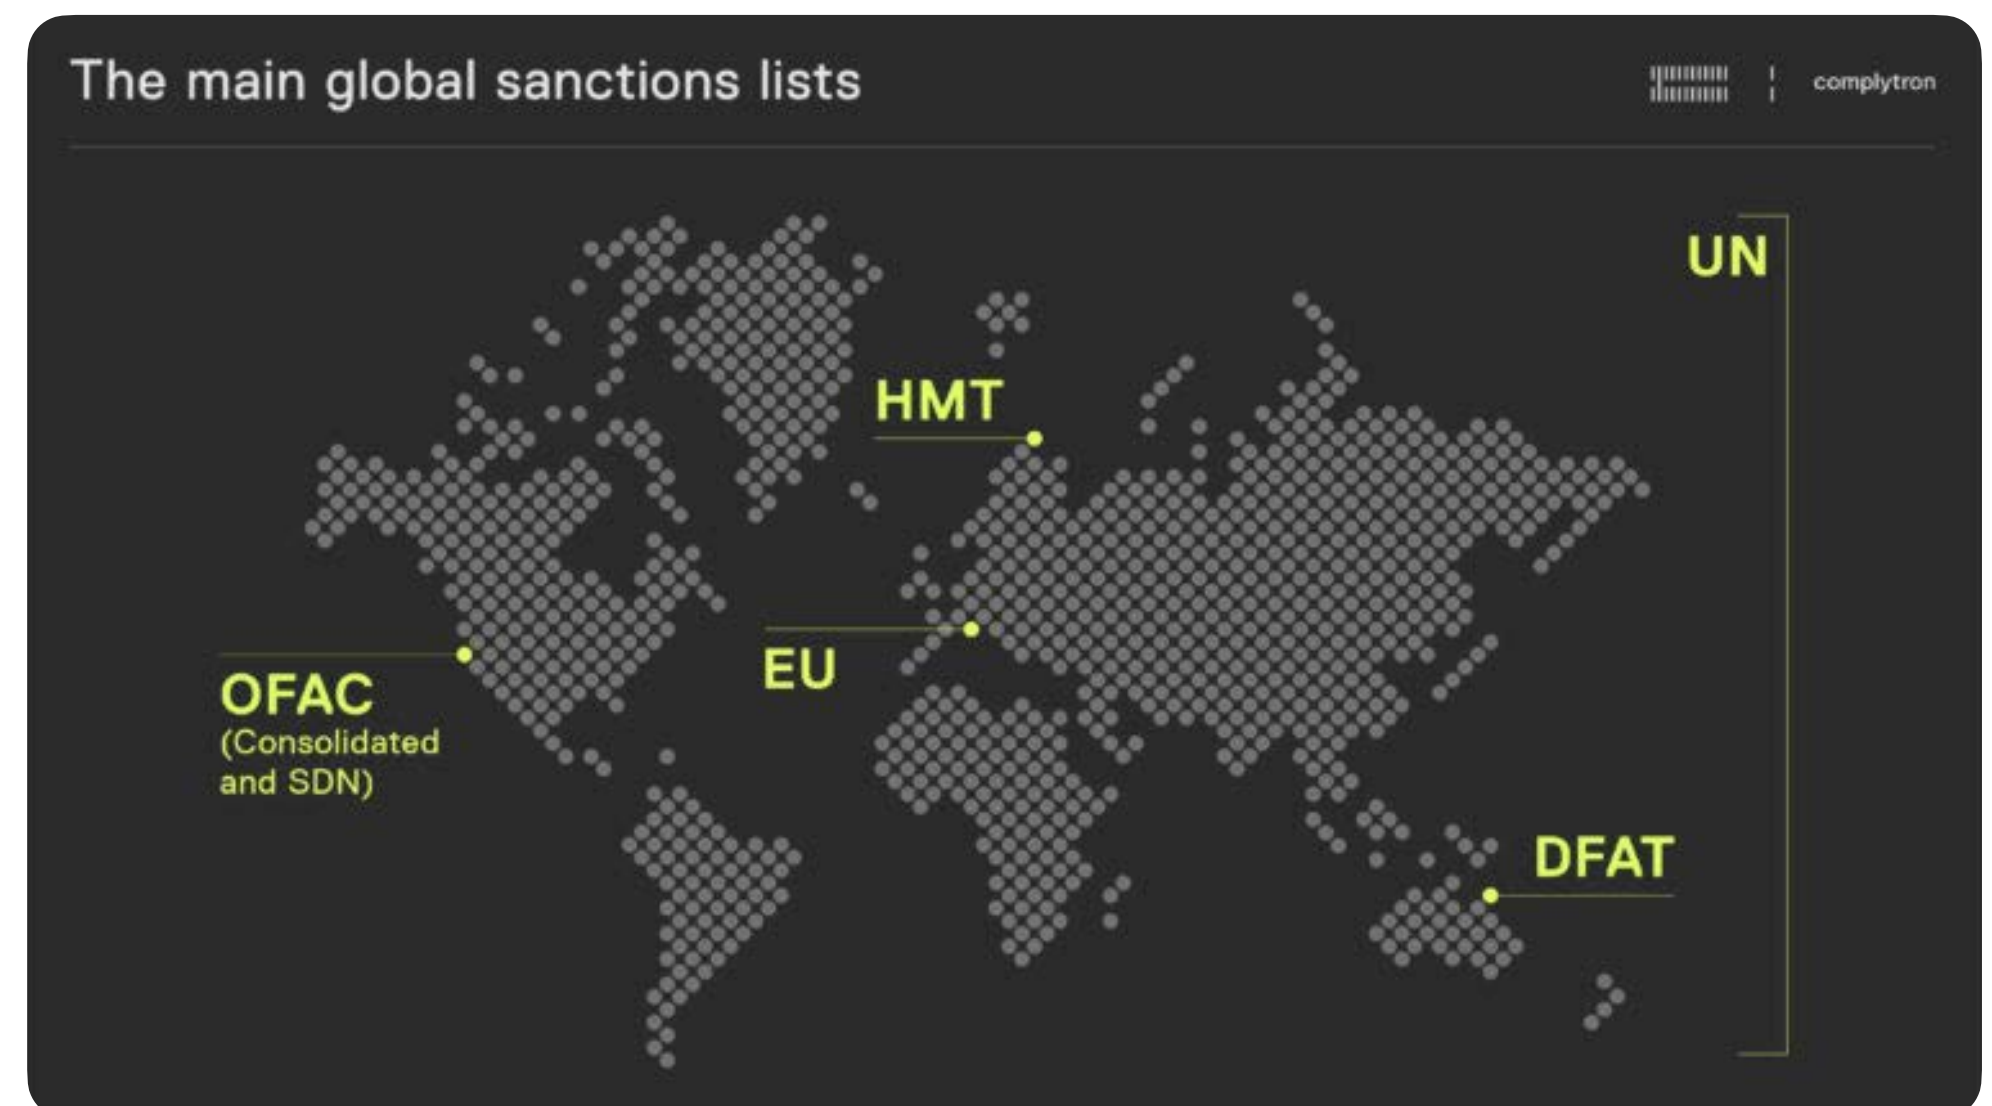 The main global sanctions lists
complytron
UN
HMT
EU
OFAC
(Consolidated
and SDN)
DFAT